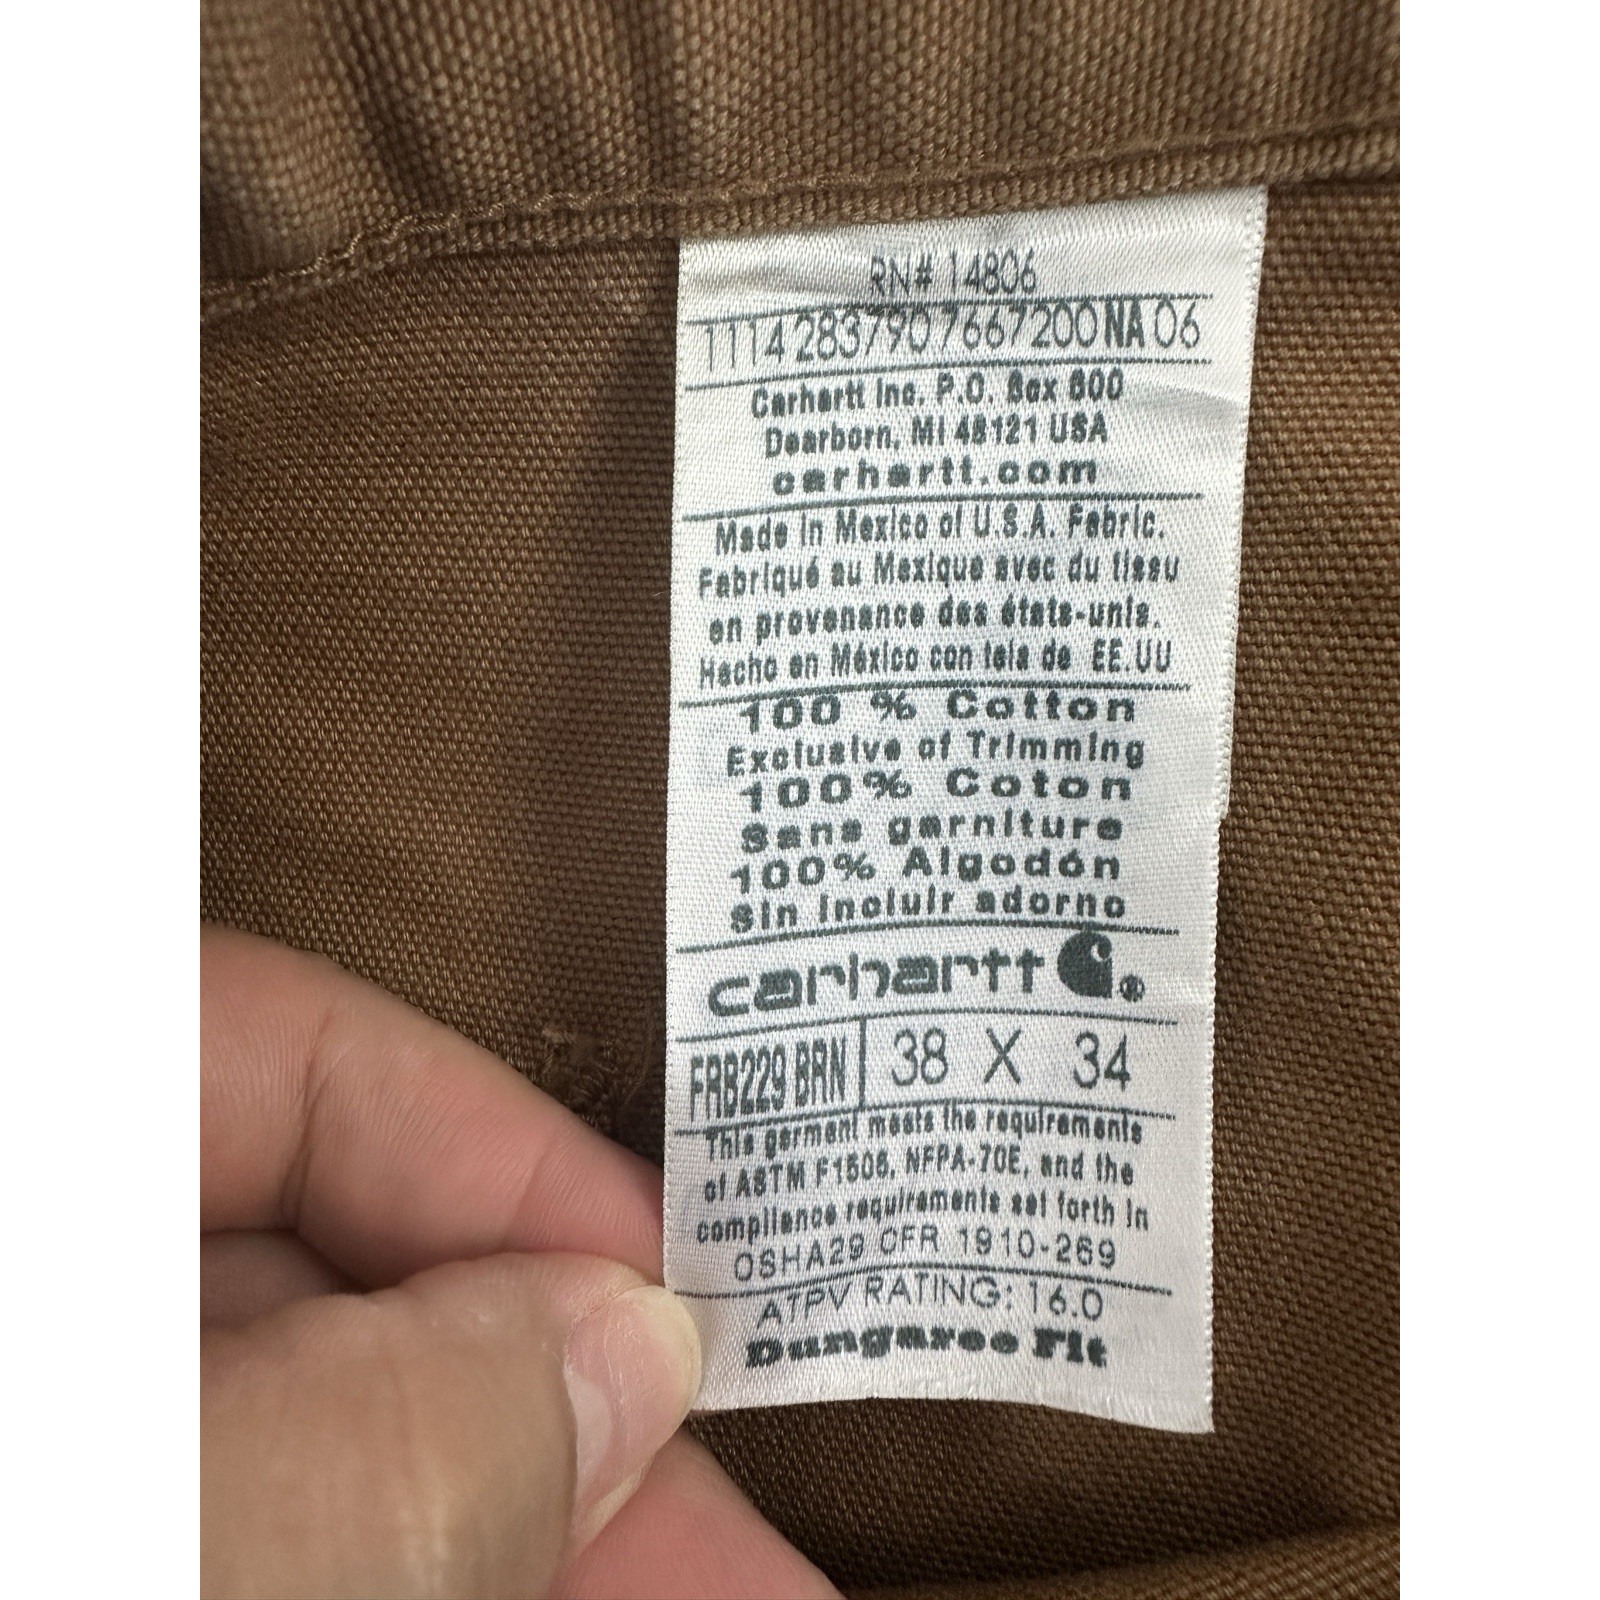 RN# 14806
1114283790766 7200 NA 06
Carhartt Inc. P.O. Box 600
Dearborn, MI 48121 USA
carhartt.com
Made in Mexico of U.S.A. Fabric.
Fabriqué au Mexique avec du tissu
en provenance des états-unis.
Hecho en México con tela de EE.UU
100 % Cotton
Exclusive of Trimming
100% Coton
Sans garniture
100% Algodón
Sin incluir adorno
carhartt ®
FRB229 BRN 38 X 34
This garment meets the requirements
of ASTM F1506, NFPA-70E, and the
compliance requirements set forth in
OSHA29 CFR 1910-269
ATPV RATING: 16.0
Dungaree Fit